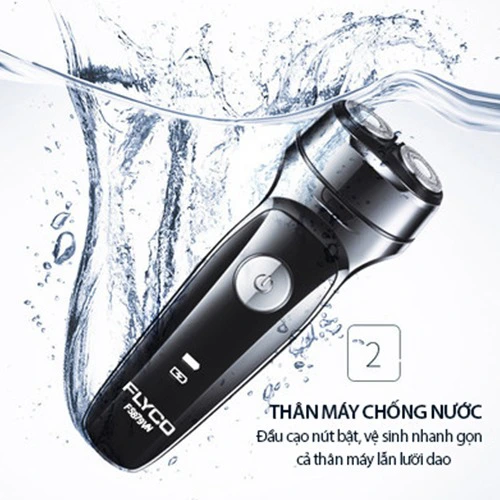 FLYCO
FS879VN
2
THÂN MÁY CHỐNG NƯỚC
Đầu cạo nút bật, vệ sinh nhanh gọn
cả thân máy lẫn lưỡi dao